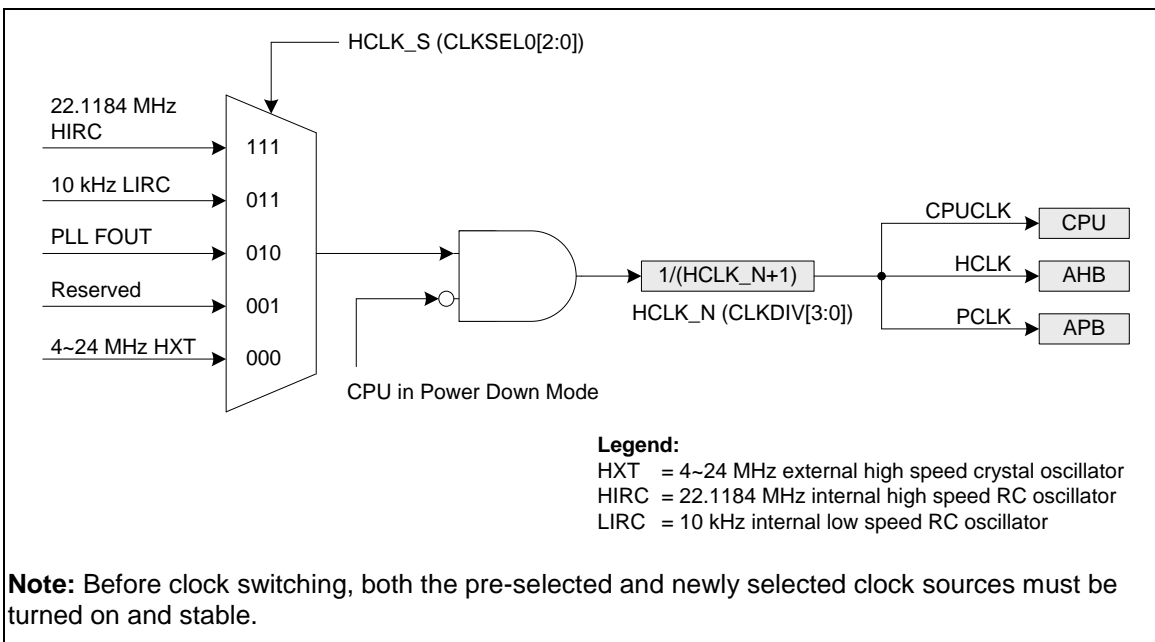 HCLK_S (CLKSEL0[2:0])
22.1184 MHz
HIRC
111
10 kHz LIRC
011
PLL FOUT
010
Reserved
001
4~24 MHz HXT
000
CPU in Power Down Mode
1/(HCLK_N+1)
HCLK_N (CLKDIV[3:0])
CPUCLK
CPU
HCLK
AHB
PCLK
APB
Legend:
HXT = 4~24 MHz external high speed crystal oscillator
HIRC = 22.1184 MHz internal high speed RC oscillator
LIRC = 10 kHz internal low speed RC oscillator
Note: Before clock switching, both the pre-selected and newly selected clock sources must be
turned on and stable.